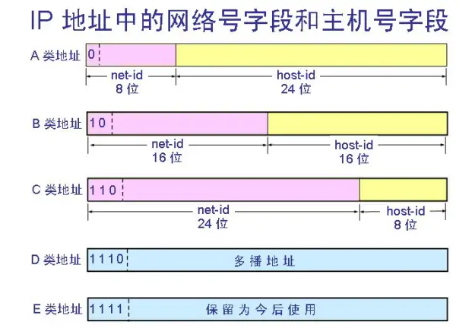 IP 地址中的网络号字段和主机号字段
A 类地址 0
net-id host-id
8 位 24 位
B 类地址 10
net-id host-id
16 位 16 位
C 类地址 110
net-id host-id
24 位 8 位
D 类地址 1110 多播地址
E 类地址 1111 保留为今后使用